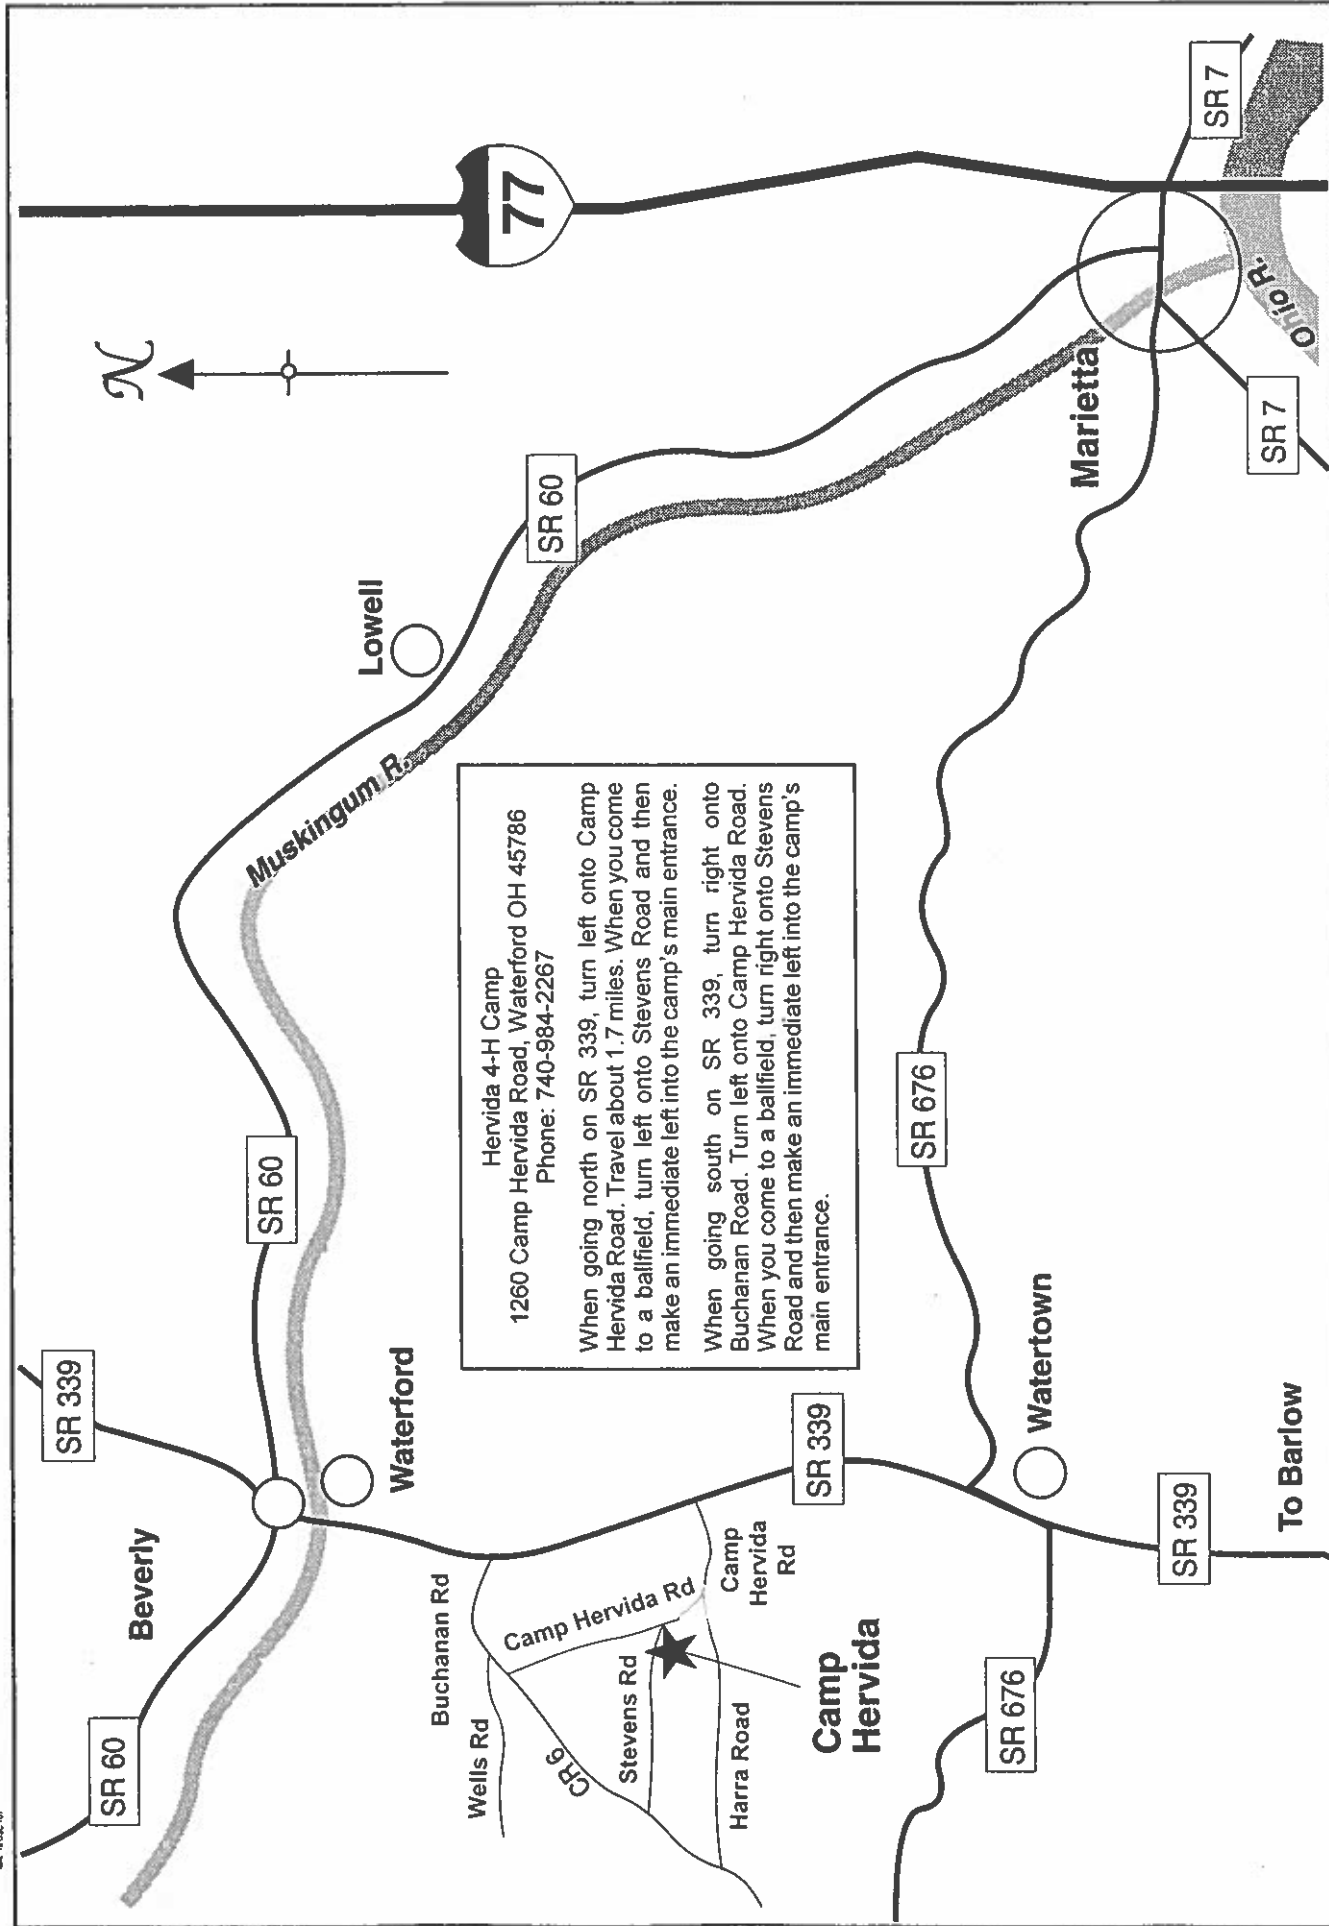 N
77
SR 339
Beverly
SR 60
SR 60
Lowell
Muskingum R.
SR 60
Waterford
Hervida 4-H Camp
1260 Camp Hervida Road, Waterford OH 45786
Phone: 740-984-2267
When going north on SR 339, turn left onto Camp
Hervida Road. Travel about 1.7 miles. When you come
to a ballfield, turn left onto Stevens Road and then
make an immediate left into the camp's main entrance.
When going south on SR 339, turn right onto
Buchanan Road. Turn left onto Camp Hervida Road.
When you come to a ballfield, turn right onto Stevens
Road and then make an immediate left into the camp's
main entrance.
Buchanan Rd
Wells Rd
Camp Hervida Rd
CR 6
Stevens Rd
Camp
Hervida
Rd
Harra Road
Camp
Hervida
SR 339
SR 676
SR 676
Watertown
SR 339
To Barlow
Marietta
SR 7
SR 7
Ohio R.